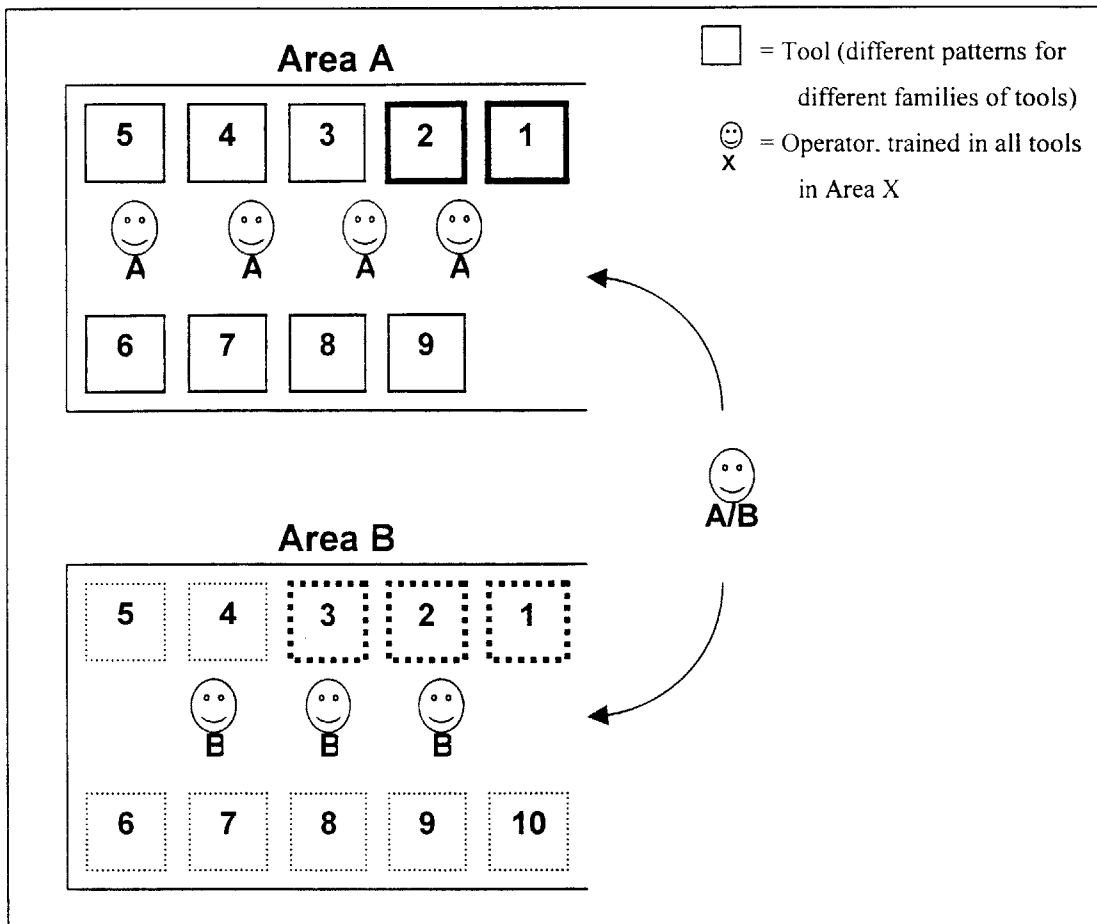 Area A
= Tool (different patterns for
different families of tools)
X = Operator. trained in all tools
in Area X
5 4 3 2 1
A A A A
6 7 8 9
A/B
Area B
5 4 3 2 1
B B B
6 7 8 9 10